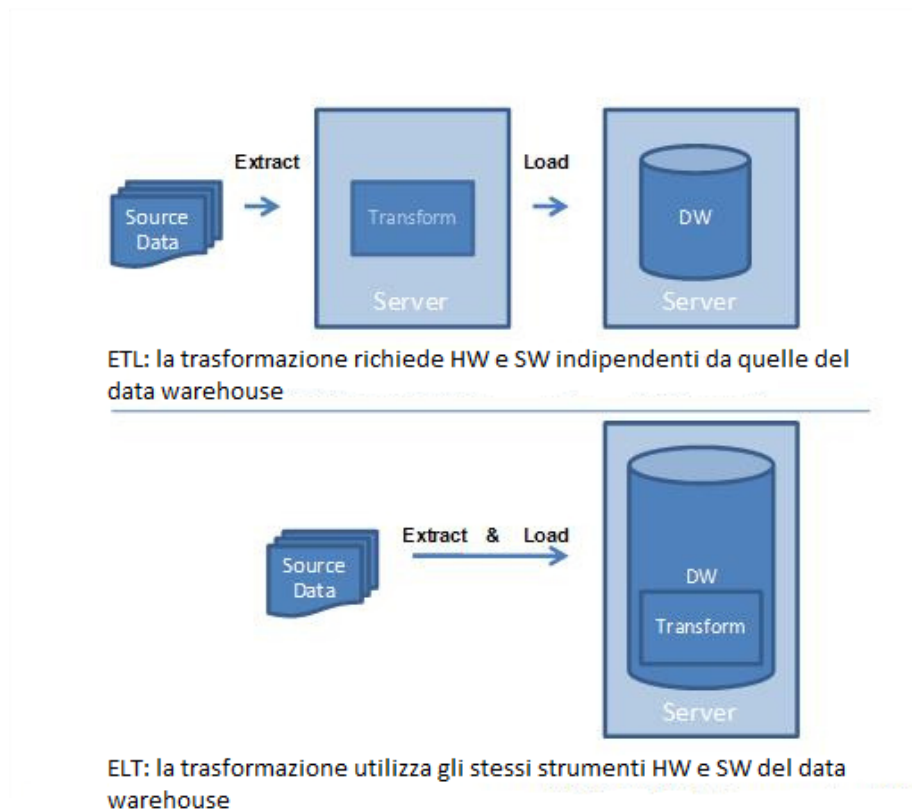 Extract
Load
Source
Data
Transform
DW
Server
Server
ETL: la trasformazione richiede HW e SW indipendenti da quelle del
data warehouse
Extract & Load
Source
Data
DW
Transform
Server
ELT: la trasformazione utilizza gli stessi strumenti HW e SW del data
warehouse